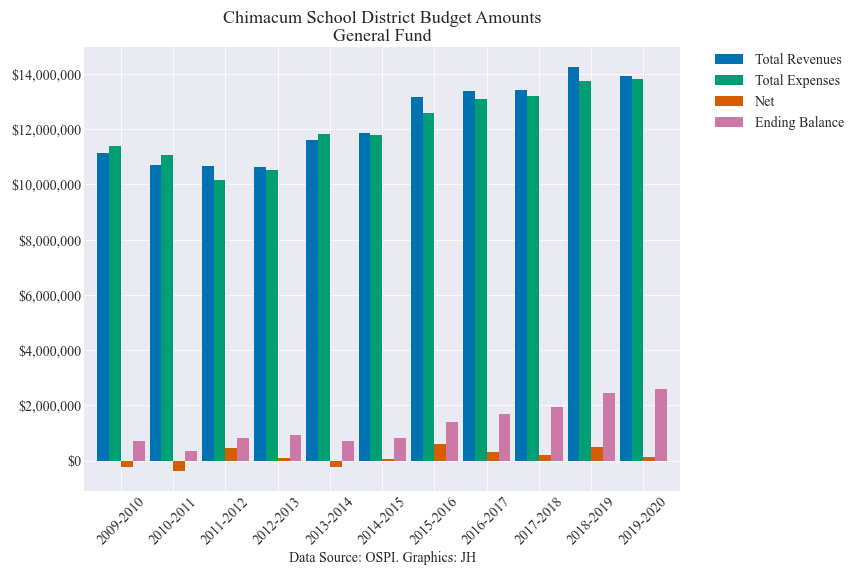 Chimacum School District Budget Amounts
General Fund
Total Revenues
Total Expenses
Net
Ending Balance
$14,000,000
$12,000,000
$10,000,000
$8,000,000
$6,000,000
$4,000,000
$2,000,000
$0
2009-2010
2010-2011
2011-2012
2012-2013
2013-2014
2014-2015
2015-2016
2016-2017
2017-2018
2018-2019
2019-2020
Data Source: OSPI. Graphics: JH